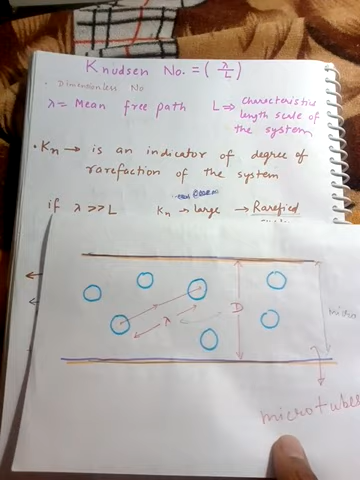 Knudsen No. = (λ/L)
• Dimensionless No
λ = Mean free path L ⇒ Characteristic
length scale of
the system
• Kn → is an indicator of degree of
rarefaction of the system
if λ >> L Kn → large → Rarefied
D
λ
micro
microtubes